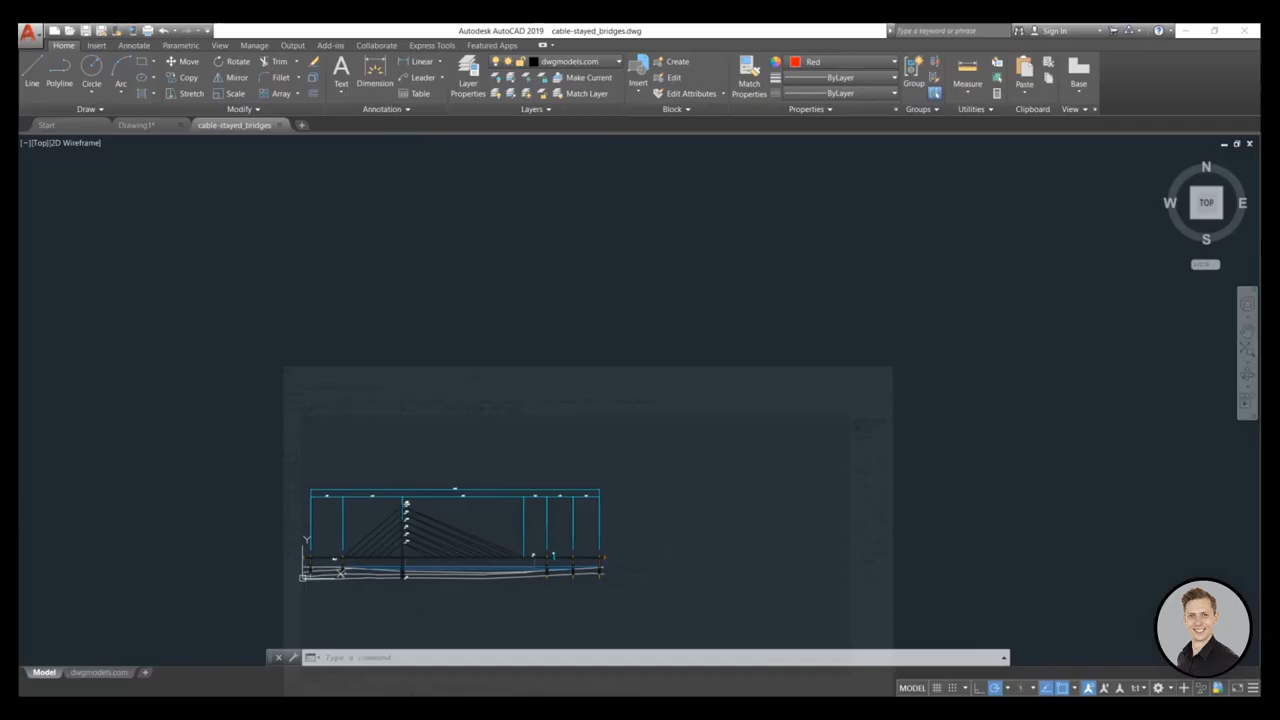 Autodesk AutoCAD 2019 cable-stayed_bridges.dwg
Type a keyword or phrase
Sign In
Home Insert Annotate Parametric View Manage Output Add-ins Collaborate Express Tools Featured Apps
Line
Polyline
Circle
Arc
Move
Rotate
Trim
Copy
Mirror
Fillet
Stretch
Scale
Array
Text
Dimension
Linear
Leader
Table
Layer
Properties
dwgmodels.com
Make Current
Match Layer
Insert
Create
Edit
Edit Attributes
Match
Properties
Red
ByLayer
ByLayer
Group
Measure
Paste
Base
Draw Modify Annotation Layers Block Properties Groups Utilities Clipboard View
Start Drawing1* cable-stayed_bridges
[−][Top][2D Wireframe]
N
W TOP E
S
Y
X
Type a command
Model dwgmodels.com
MODEL 1:1